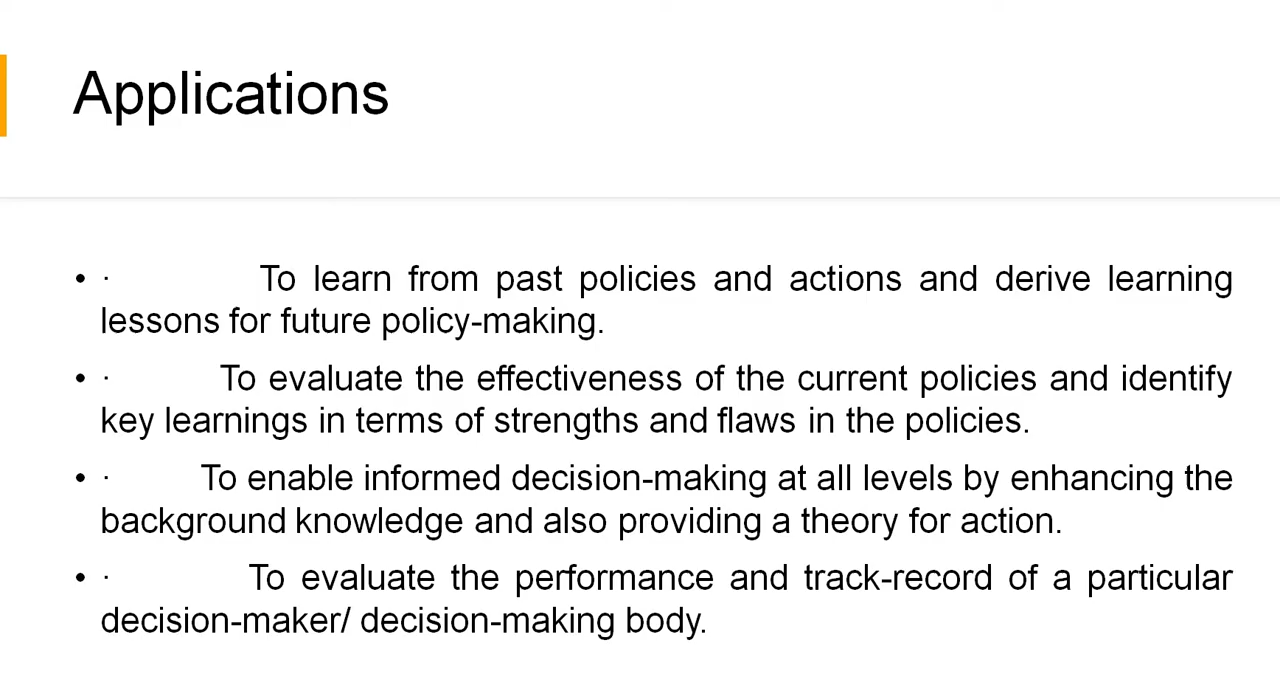 Applications
• · To learn from past policies and actions and derive learning
lessons for future policy-making.
• · To evaluate the effectiveness of the current policies and identify
key learnings in terms of strengths and flaws in the policies.
• · To enable informed decision-making at all levels by enhancing the
background knowledge and also providing a theory for action.
• · To evaluate the performance and track-record of a particular
decision-maker/ decision-making body.